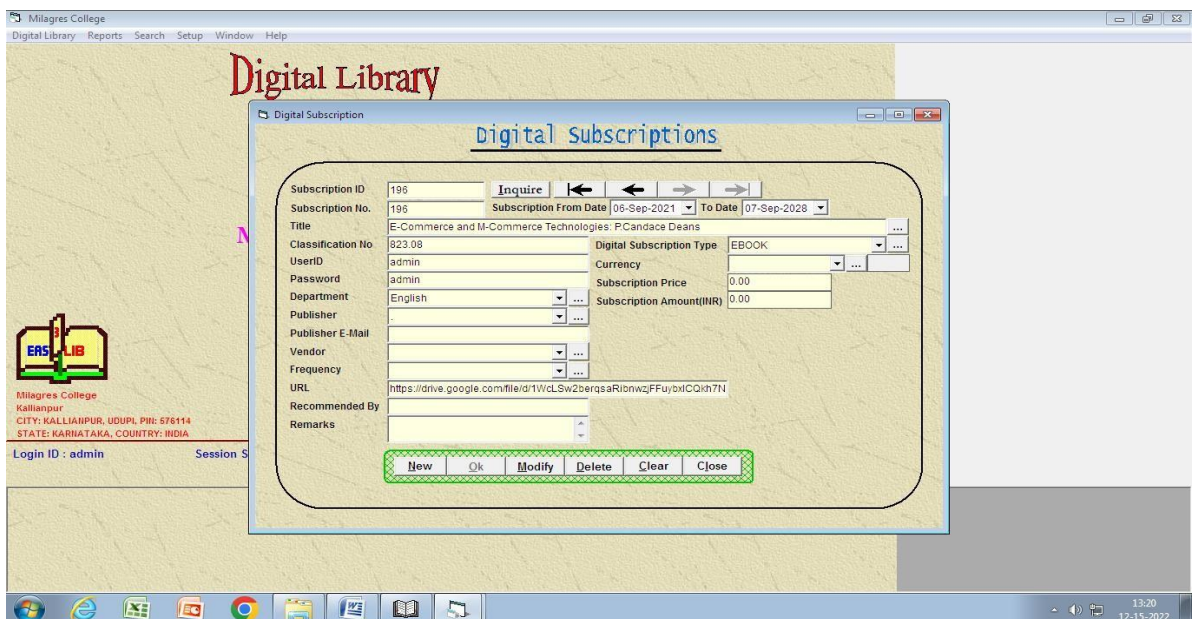 Milagres College
Digital Library Reports Search Setup Window Help
Digital Library
Digital Subscription
Digital Subscriptions
Subscription ID 196 Inquire
Subscription No. 196 Subscription From Date 06-Sep-2021 To Date 07-Sep-2028
Title E-Commerce and M-Commerce Technologies: P.Candace Deans ...
Classification No 823.08 Digital Subscription Type EBOOK ...
UserID admin Currency ...
Password admin Subscription Price 0.00
Department English ... Subscription Amount(INR) 0.00
Publisher . ...
Publisher E-Mail
Vendor ...
Frequency ...
URL https://drive.google.com/file/d/1WcLSw2berqsaRibnwzjFFuybxlCQkh7N
Recommended By
Remarks
New Ok Modify Delete Clear Close
N
3
EASY LIB
Milagres College
Kallianpur
CITY: KALLIANPUR, UDUPI, PIN: 576114
STATE: KARNATAKA, COUNTRY: INDIA
Login ID : admin Session S
13:20
12-15-2022